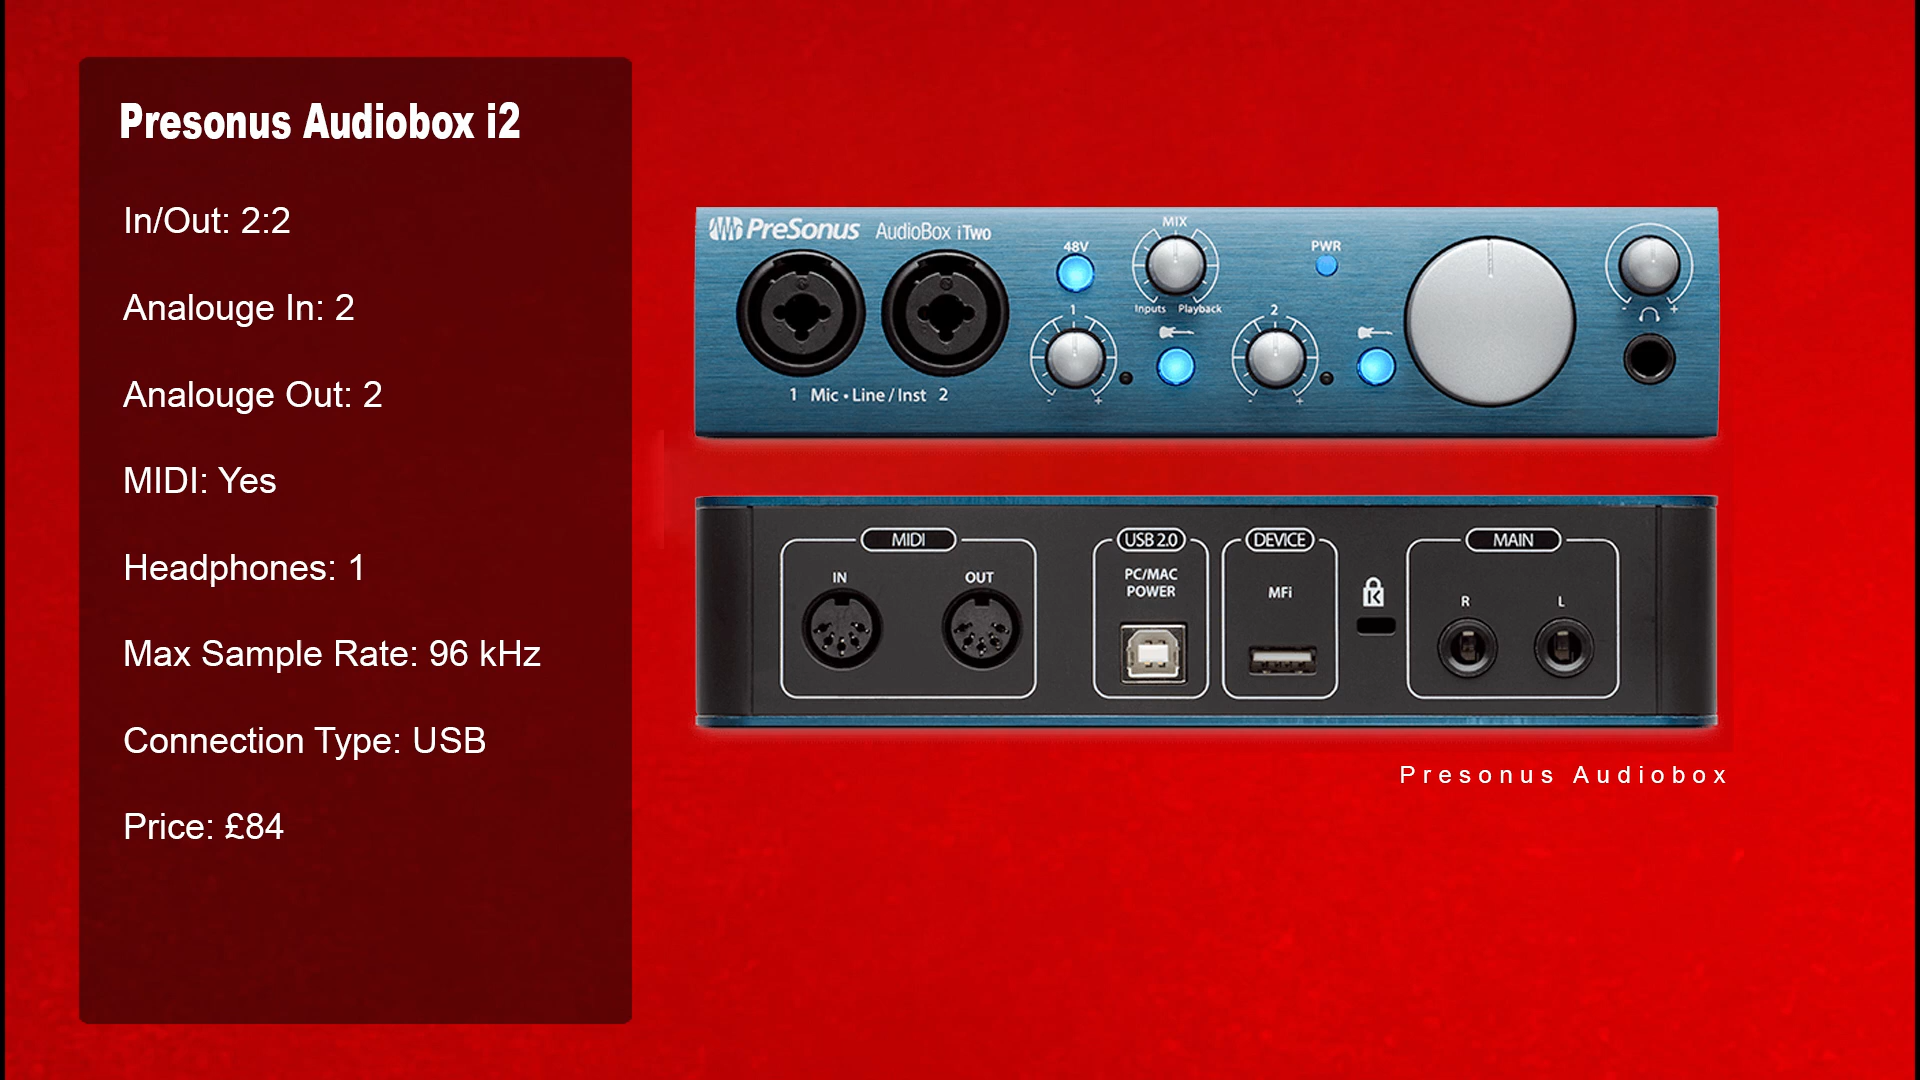 Presonus Audiobox i2
In/Out: 2:2
Analouge In: 2
Analouge Out: 2
MIDI: Yes
Headphones: 1
Max Sample Rate: 96 kHz
Connection Type: USB
Price: £84
PreSonus AudioBox iTwo
48V
MIX
PWR
Inputs Playback
1
2
- +
- +
- +
1 Mic • Line / Inst 2
MIDI
IN OUT
USB 2.0
PC/MAC
POWER
DEVICE
MFi
K
MAIN
R L
Presonus Audiobox